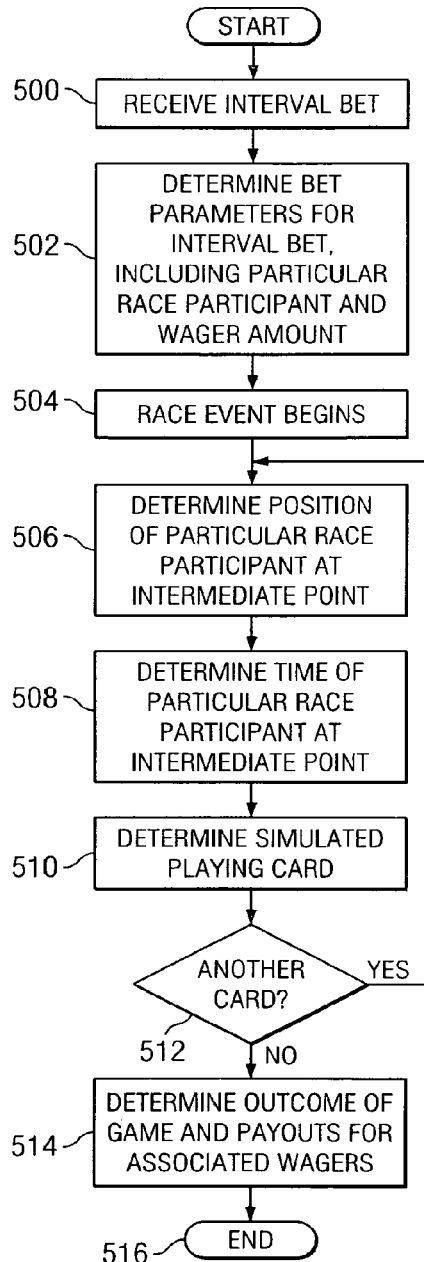 START
500
RECEIVE INTERVAL BET
502
DETERMINE BET
PARAMETERS FOR
INTERVAL BET,
INCLUDING PARTICULAR
RACE PARTICIPANT AND
WAGER AMOUNT
504
RACE EVENT BEGINS
506
DETERMINE POSITION
OF PARTICULAR RACE
PARTICIPANT AT
INTERMEDIATE POINT
508
DETERMINE TIME OF
PARTICULAR RACE
PARTICIPANT AT
INTERMEDIATE POINT
510
DETERMINE SIMULATED
PLAYING CARD
ANOTHER
CARD?
YES
512
NO
514
DETERMINE OUTCOME OF
GAME AND PAYOUTS FOR
ASSOCIATED WAGERS
516
END